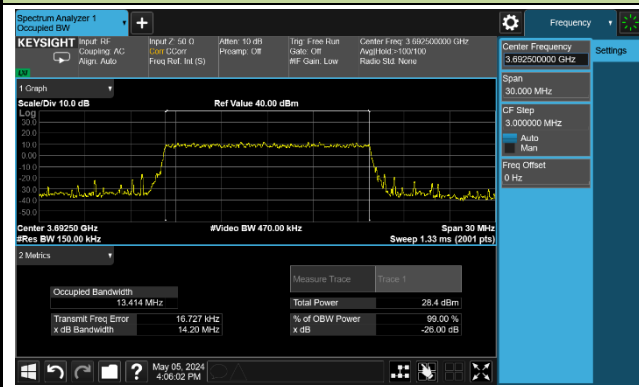 Spectrum Analyzer 1
Occupied BW
Frequency
KEYSIGHT
Input: RF
Coupling: AC
Align: Auto
Input Z: 50 Ω
Corr CCorr
Freq Ref: Int (S)
Atten: 10 dB
Preamp: Off
Trig: Free Run
Gate: Off
#IF Gain: Low
Center Freq: 3.692500000 GHz
Avg|Hold:>100/100
Radio Std: None
Center Frequency
3.692500000 GHz
Settings
Span
30.000 MHz
CF Step
3.000000 MHz
Auto
Man
Freq Offset
0 Hz
1 Graph
Scale/Div 10.0 dB
Ref Value 40.00 dBm
Log
30.0
20.0
10.0
0.00
-10.0
-20.0
-30.0
-40.0
-50.0
Center 3.69250 GHz
#Video BW 470.00 kHz
Span 30 MHz
#Res BW 150.00 kHz
Sweep 1.33 ms (2001 pts)
2 Metrics
Measure Trace
Trace 1
Occupied Bandwidth
13.414 MHz
Total Power
28.4 dBm
Transmit Freq Error
16.727 kHz
% of OBW Power
99.00 %
x dB Bandwidth
14.20 MHz
x dB
-26.00 dB
?
May 05, 2024
4:06:02 PM